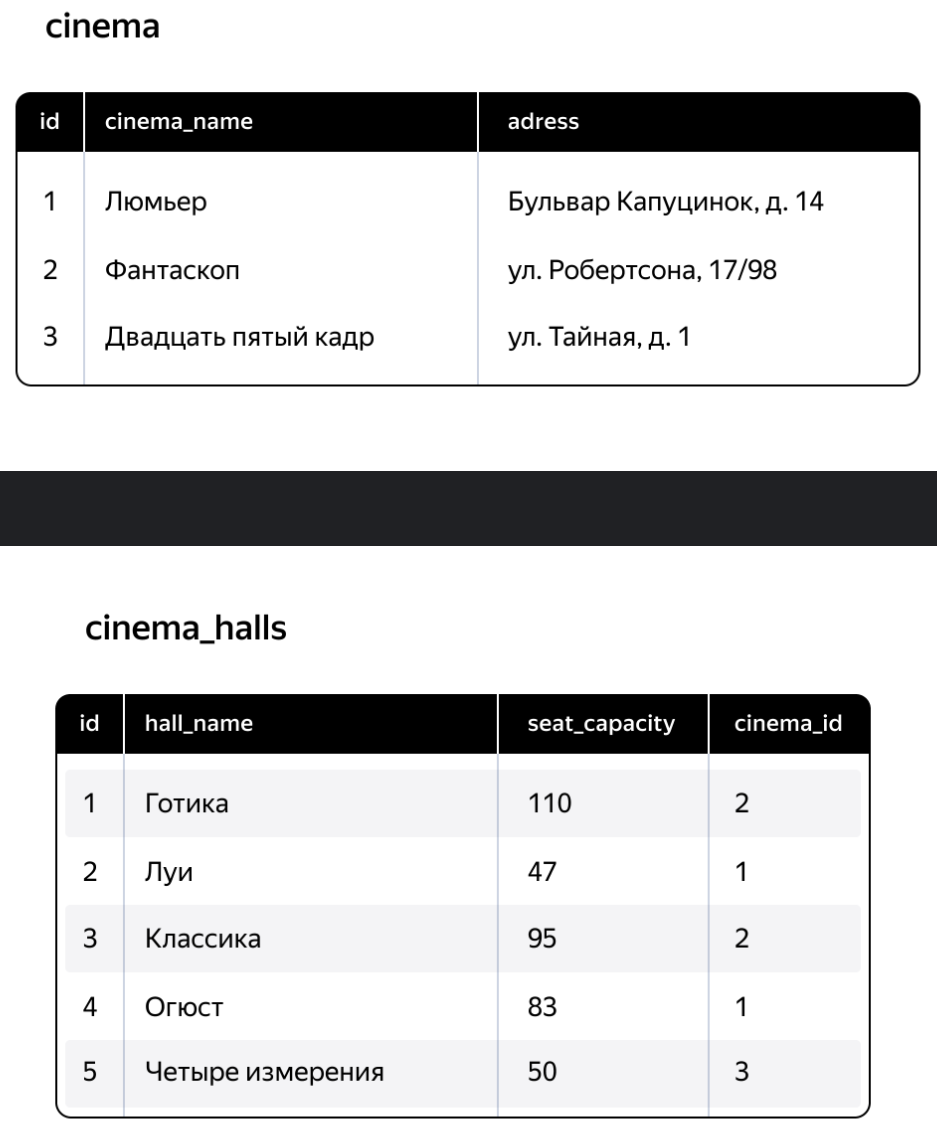 cinema
id cinema_name adress
1 Люмьер Бульвар Капуцинок, д. 14
2 Фантаскоп ул. Робертсона, 17/98
3 Двадцать пятый кадр ул. Тайная, д. 1
cinema_halls
id hall_name seat_capacity cinema_id
1 Готика 110 2
2 Луи 47 1
3 Классика 95 2
4 Огюст 83 1
5 Четыре измерения 50 3